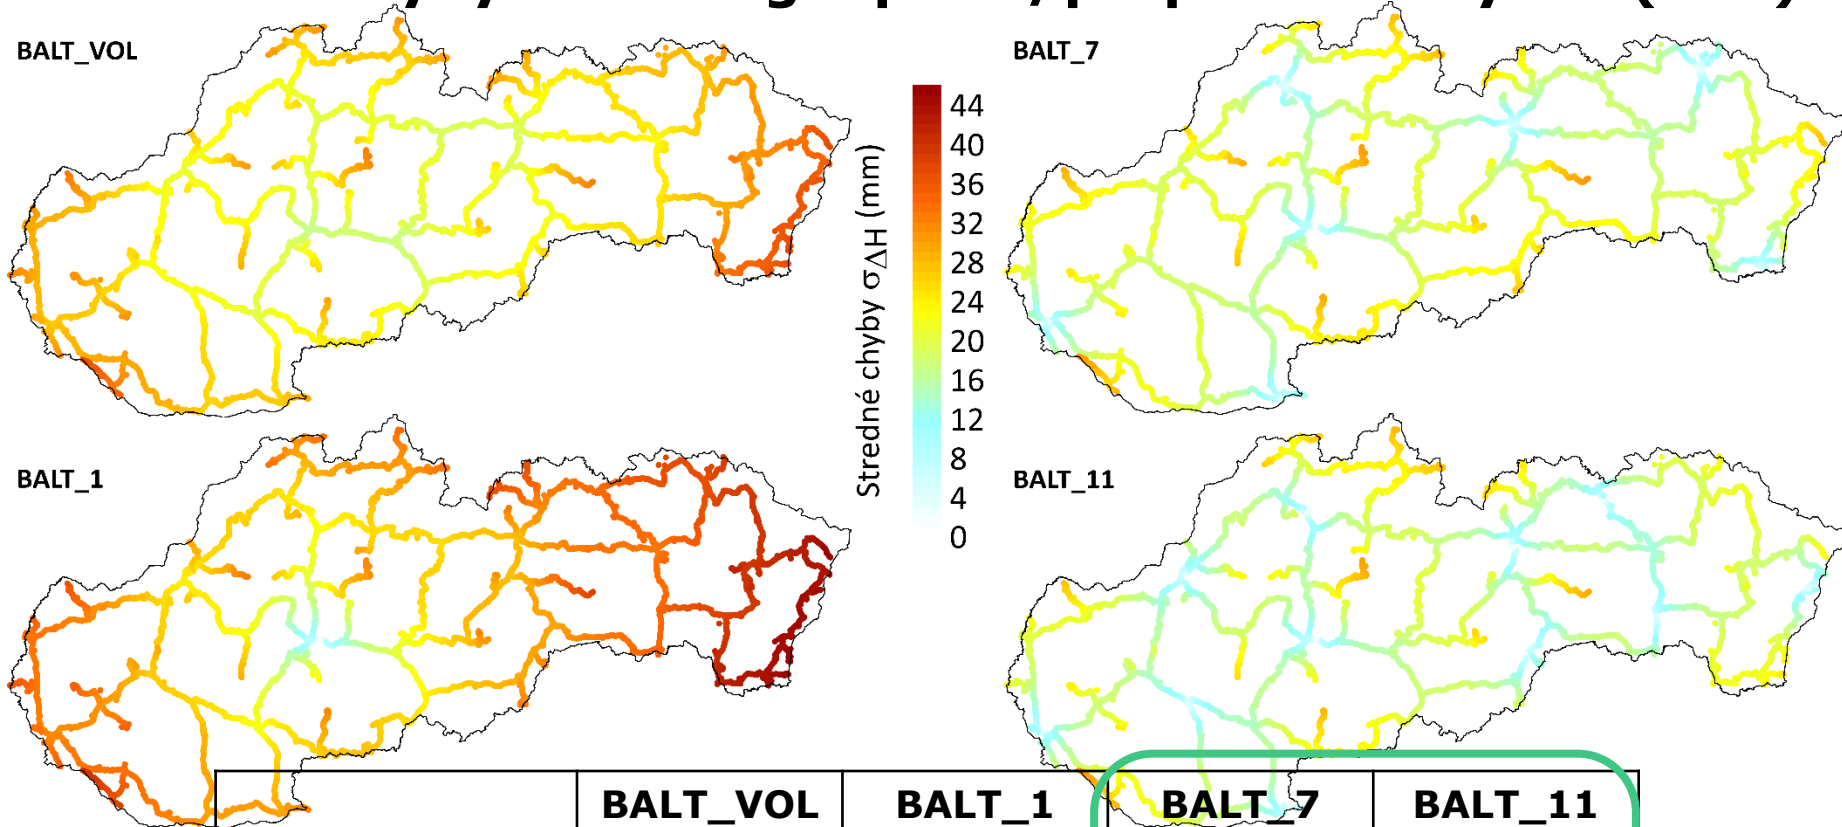 BALT_VOL
BALT_7
44
40
36
32
28
24
20
16
12
8
4
0
Stredné chyby σΔH (mm)
BALT_1
BALT_11
BALT_VOL BALT_1 BALT_7 BALT_11